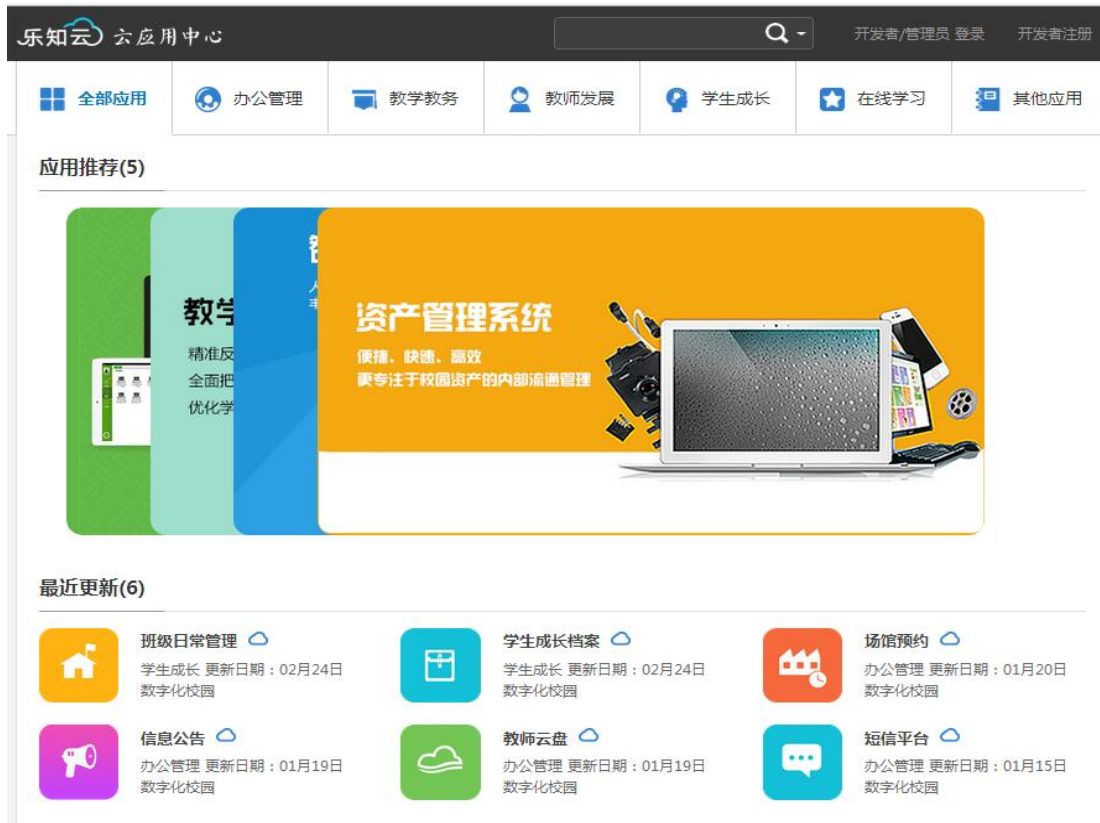 乐知云 云应用中心
开发者/管理员 登录 开发者注册
全部应用 办公管理 教学教务 教师发展 学生成长 在线学习 其他应用
应用推荐(5)
教学
精准反
全面把
优化学
资产管理系统
便捷、快速、高效
更专注于校园资产的内部流通管理
最近更新(6)
班级日常管理 学生成长档案 场馆预约
学生成长 更新日期：02月24日 学生成长 更新日期：02月24日 办公管理 更新日期：01月20日
数字化校园 数字化校园 数字化校园
信息公告 教师云盘 短信平台
办公管理 更新日期：01月19日 办公管理 更新日期：01月19日 办公管理 更新日期：01月15日
数字化校园 数字化校园 数字化校园